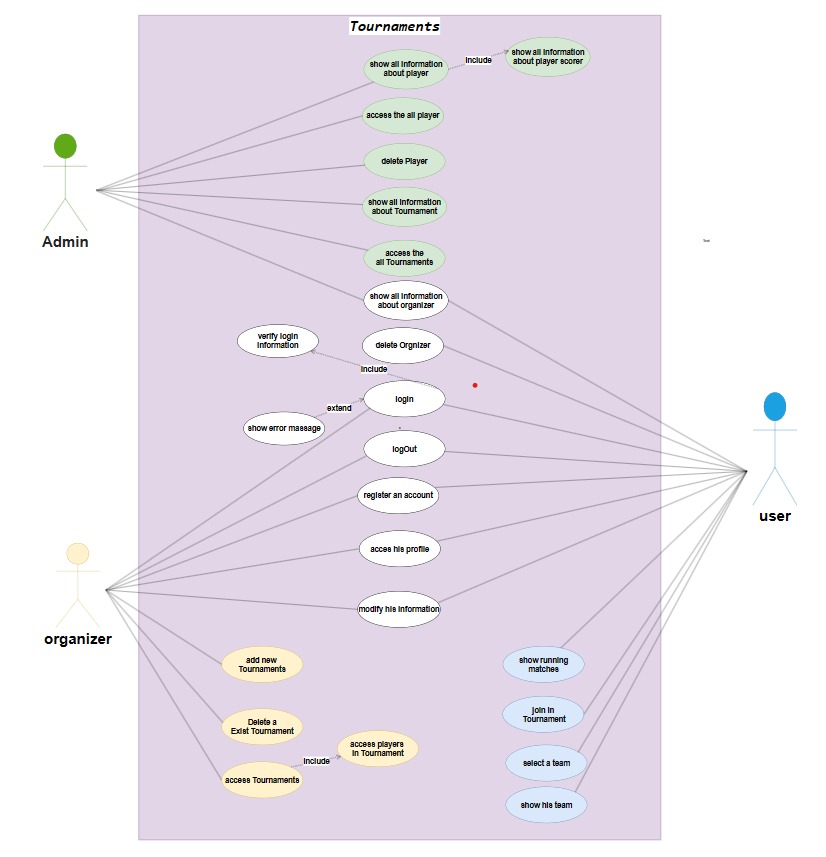 Tournaments
show all information
about player
include
show all information
about player scorer
access the all player
delete Player
show all information
about Tournament
access the
all Tournaments
show all information
about organizer
Admin
Text
verify login
information
delete Orgnizer
include
login
extend
show error massage
logOut
register an account
user
acces his profile
modify his information
organizer
add new
Tournaments
show running
matches
Delete a
Exist Tournament
join in
Tournament
access players
in Tournament
include
access Tournaments
select a team
show his team